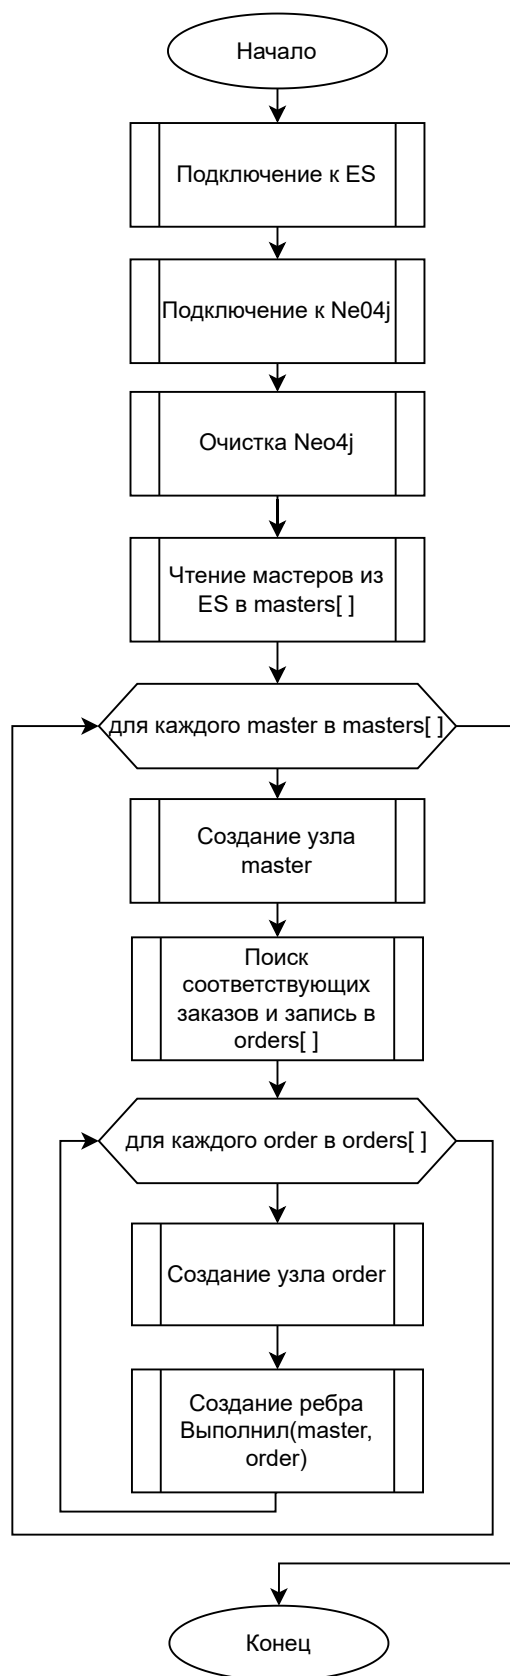 Начало
Подключение к ES
Подключение к Ne04j
Очистка Neo4j
Чтение мастеров из
ES в masters[ ]
для каждого master в masters[ ]
Создание узла
master
Поиск
соответствующих
заказов и запись в
orders[ ]
для каждого order в orders[ ]
Создание узла order
Создание ребра
Выполнил(master,
order)
Конец